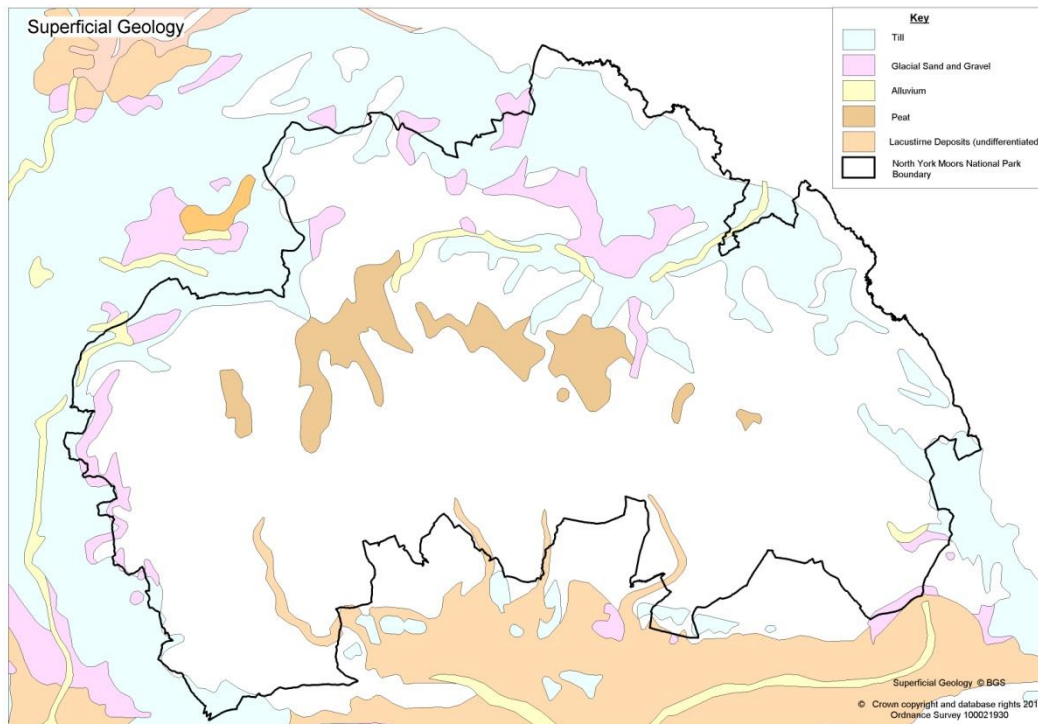 Superficial Geology
Key
Till
Glacial Sand and Gravel
Alluvium
Peat
Lacustirne Deposits (undifferentiated
North York Moors National Park
Boundary
Superficial Geology © BGS
© Crown copyright and database rights 201
Ordnance Survey 100021930